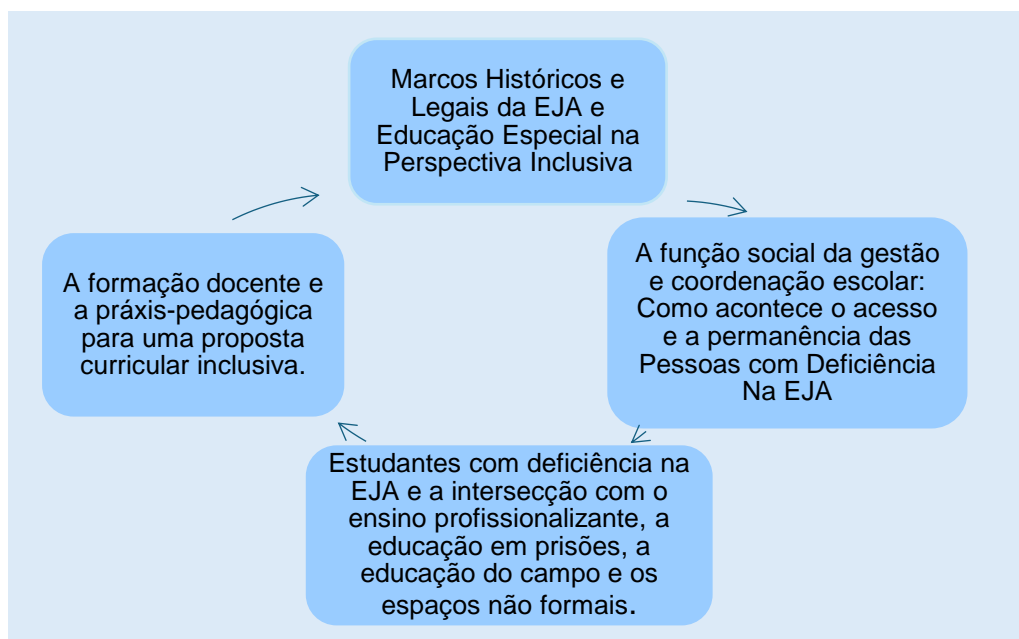 Marcos Históricos e
Legais da EJA e
Educação Especial na
Perspectiva Inclusiva
A função social da gestão
e coordenação escolar:
Como acontece o acesso
e a permanência das
Pessoas com Deficiência
Na EJA
Estudantes com deficiência na
EJA e a intersecção com o
ensino profissionalizante, a
educação em prisões, a
educação do campo e os
espaços não formais.
A formação docente e
a práxis-pedagógica
para uma proposta
curricular inclusiva.